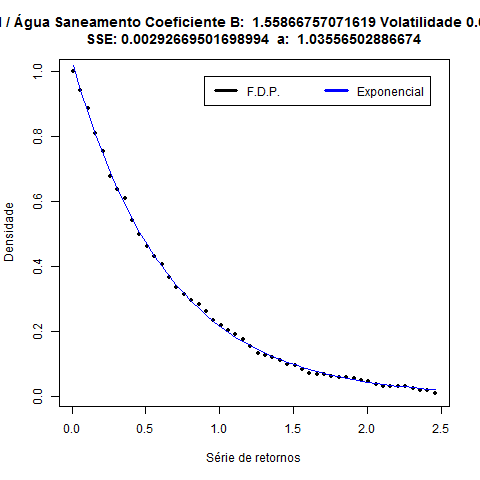 / Água Saneamento Coeficiente B: 1.55866757071619 Volatilidade 0.0
SSE: 0.00292669501698994 a: 1.03556502886674
F.D.P.
Exponencial
Densidade
0.0
0.2
0.4
0.6
0.8
1.0
0.0
0.5
1.0
1.5
2.0
2.5
Série de retornos